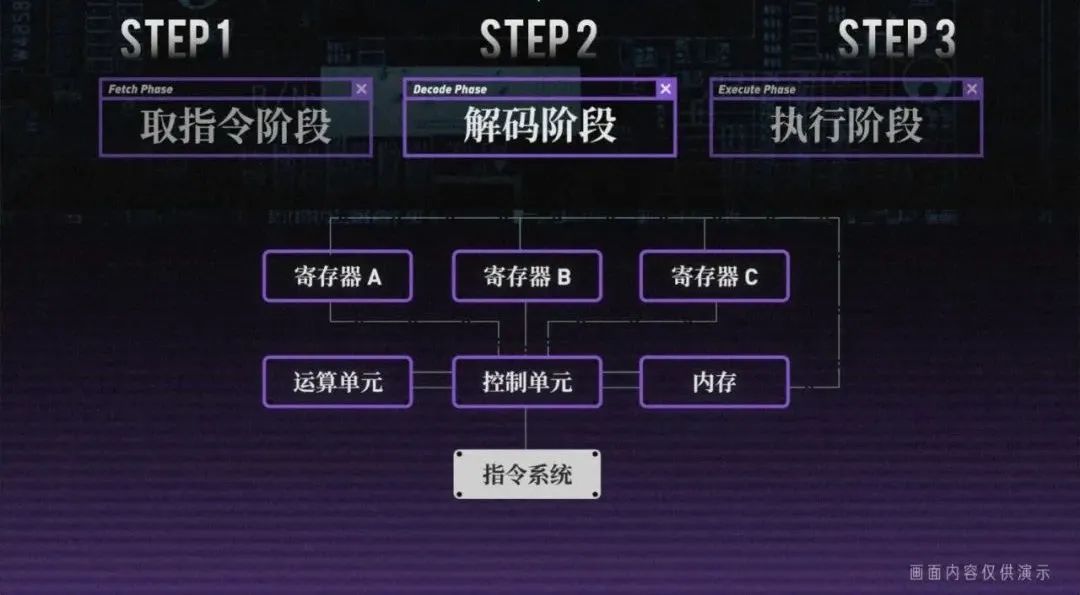 STEP 1
STEP 2
STEP 3
Fetch Phase
取指令阶段
Decode Phase
解码阶段
Execute Phase
执行阶段
寄存器 A
寄存器 B
寄存器 C
运算单元
控制单元
内存
指令系统
画面内容仅供演示